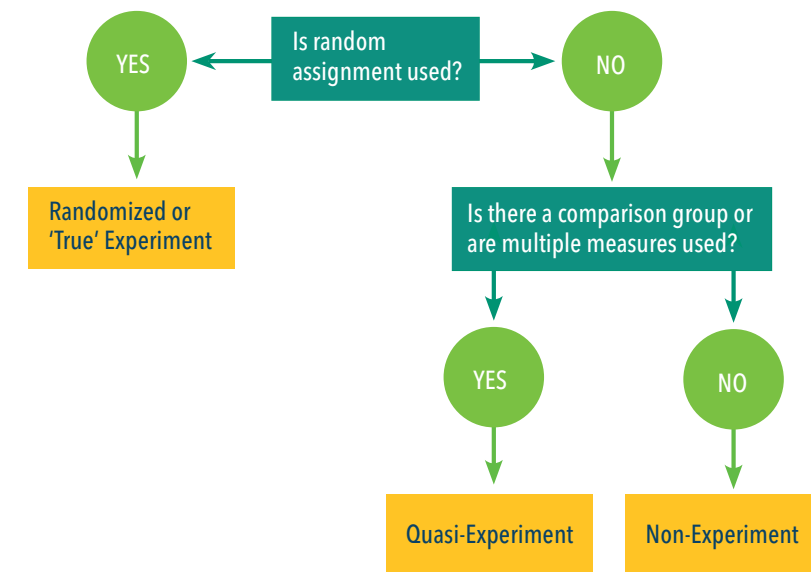 YES
Is random
assignment used?
NO
Randomized or
‘True’ Experiment
Is there a comparison group or
are multiple measures used?
YES
NO
Quasi-Experiment
Non-Experiment